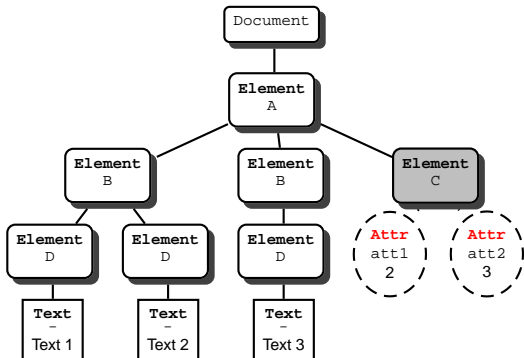 Document
Element
A
Element
B
Element
B
Element
C
Element
D
Element
D
Element
D
Attr
att1
2
Attr
att2
3
Text
–
Text 1
Text
–
Text 2
Text
–
Text 3